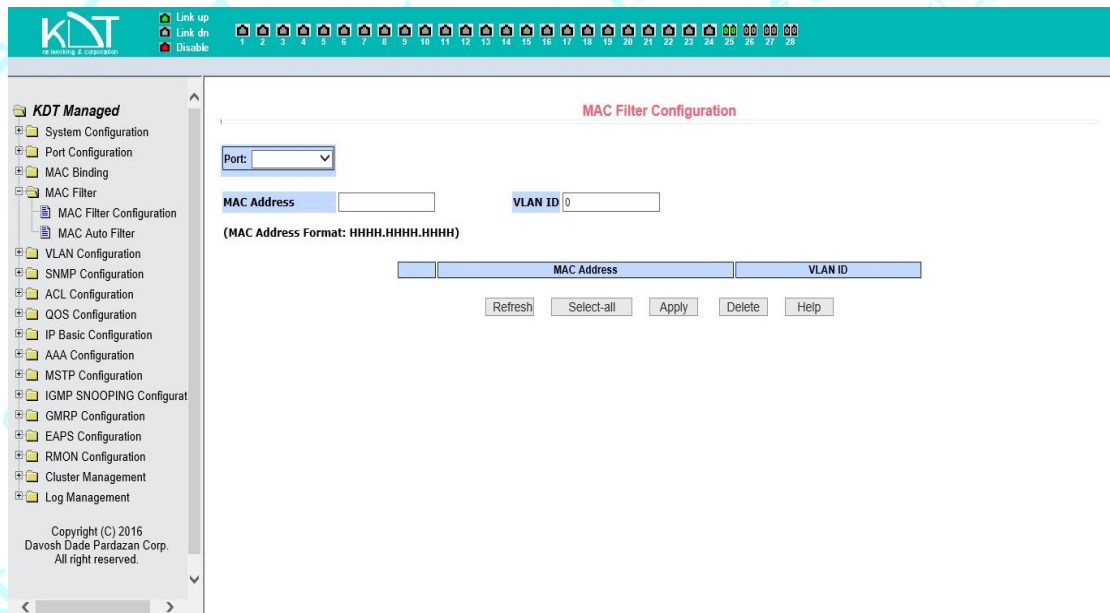 KDT
networking & corporation
Link up
Link dn
Disable
1 2 3 4 5 6 7 8 9 10 11 12 13 14 15 16 17 18 19 20 21 22 23 24 25 26 27 28
KDT Managed
System Configuration
Port Configuration
MAC Binding
MAC Filter
MAC Filter Configuration
MAC Auto Filter
VLAN Configuration
SNMP Configuration
ACL Configuration
QOS Configuration
IP Basic Configuration
AAA Configuration
MSTP Configuration
IGMP SNOOPING Configurat
GMRP Configuration
EAPS Configuration
RMON Configuration
Cluster Management
Log Management
Copyright (C) 2016
Davosh Dade Pardazan Corp.
All right reserved.
MAC Filter Configuration
Port:
MAC Address VLAN ID 0
(MAC Address Format: HHHH.HHHH.HHHH)
MAC Address VLAN ID
Refresh Select-all Apply Delete Help